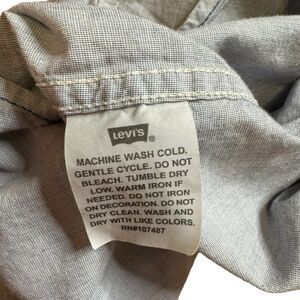 Levi's®
MACHINE WASH COLD.
GENTLE CYCLE. DO NOT
BLEACH. TUMBLE DRY
LOW. WARM IRON IF
NEEDED. DO NOT IRON
ON DECORATION. DO NOT
DRY CLEAN. WASH AND
DRY WITH LIKE COLORS.
RN#107487